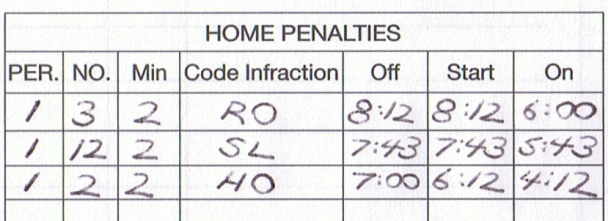 HOME PENALTIES
PER. NO. Min Code Infraction Off Start On
1 3 2 RO 8:12 8:12 6:00
1 12 2 SL 7:43 7:43 5:43
1 2 2 HO 7:00 6:12 4:12